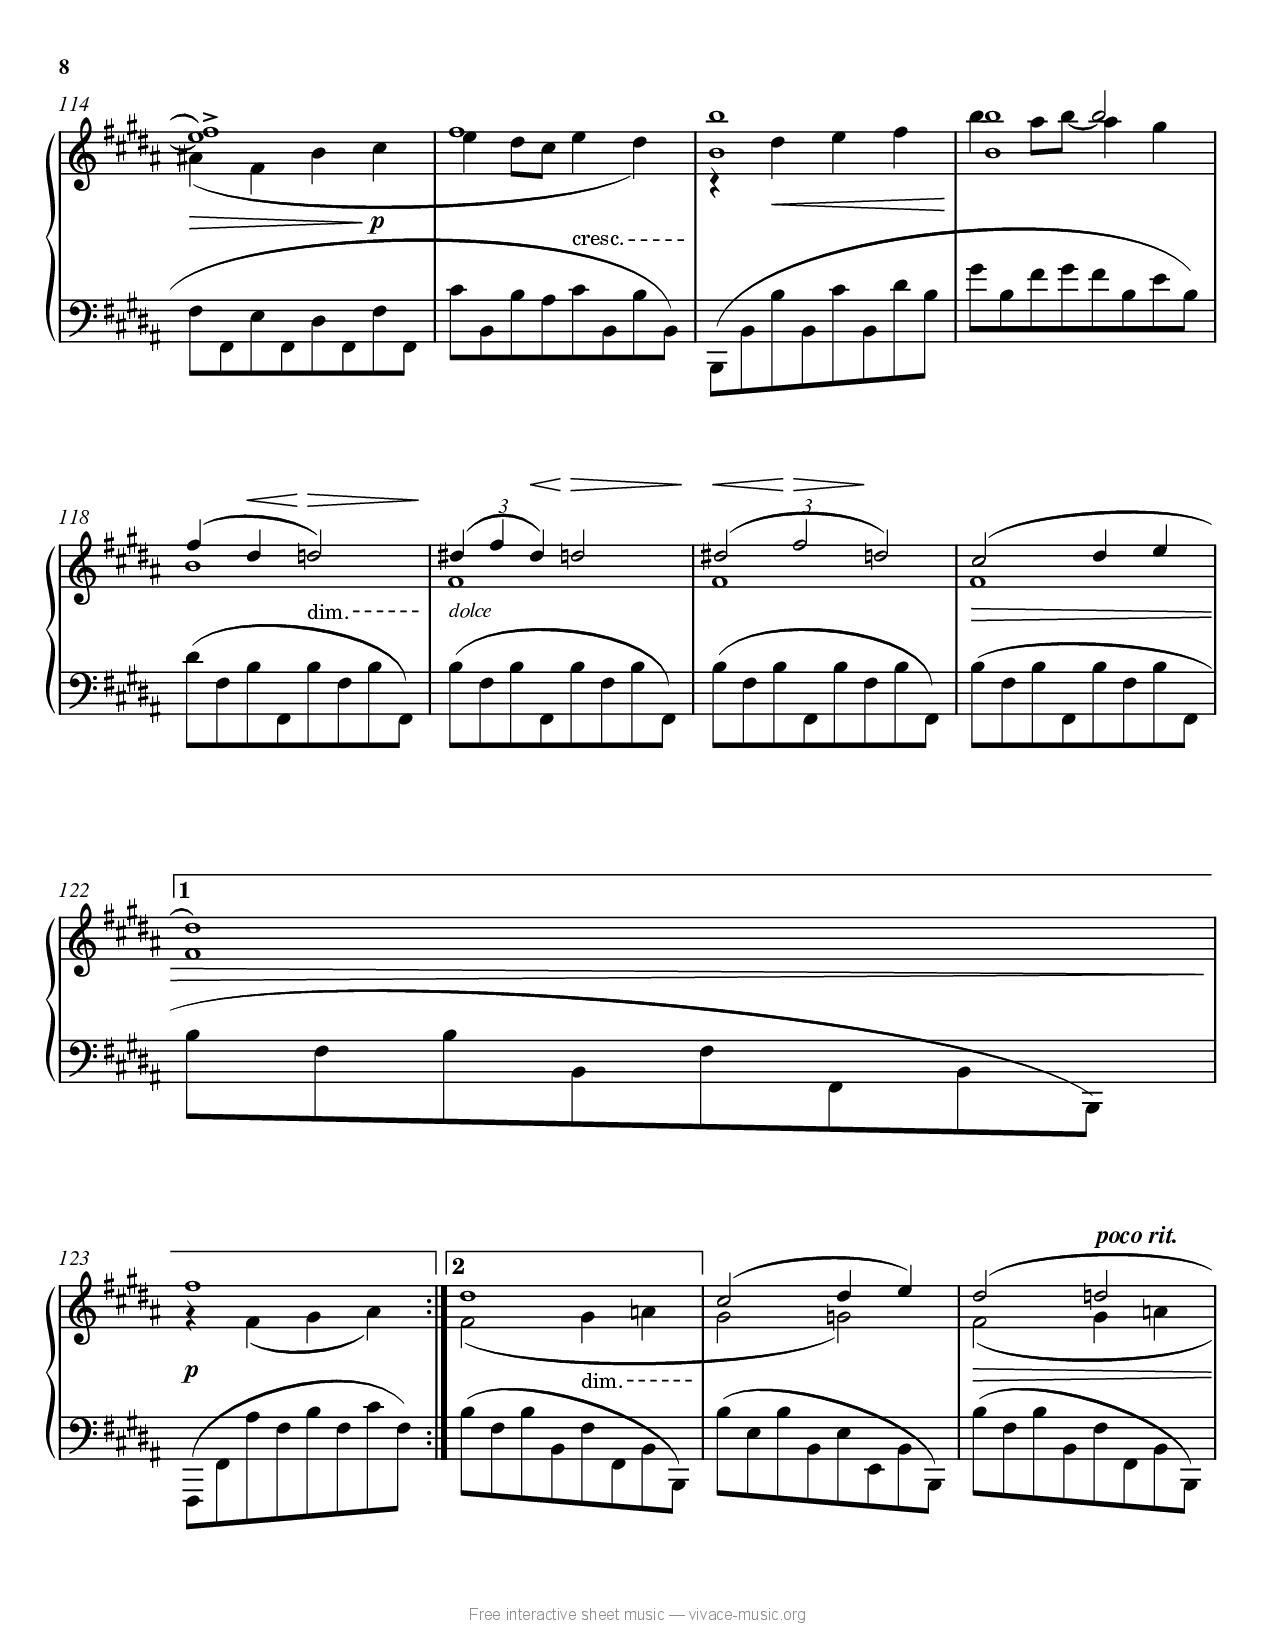 8
114
p
cresc.
118
3
3
dim.
dolce
122
1
poco rit.
123
2
p
dim.
Free interactive sheet music — vivace-music.org